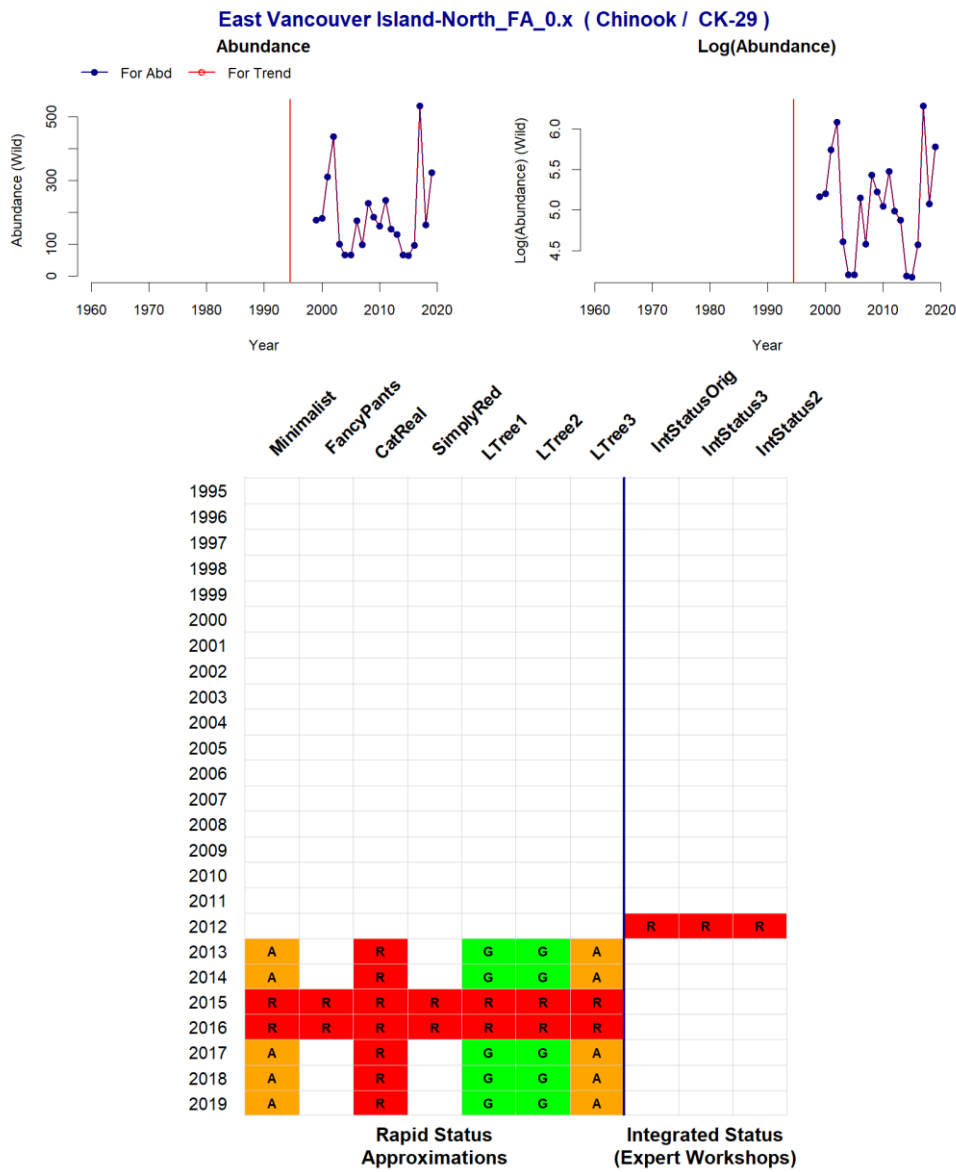 East Vancouver Island-North_FA_0.x ( Chinook / CK-29 )
Abundance
For Abd For Trend
Abundance (Wild)
500
300
100
0
1960 1970 1980 1990 2000 2010 2020
Year
Log(Abundance)
Log(Abundance) (Wild)
6.0
5.5
5.0
4.5
1960 1970 1980 1990 2000 2010 2020
Year
Minimalist FancyPants CatReal SimplyRed LTree1 LTree2 LTree3 IntStatusOrig IntStatus3 IntStatus2
1995
1996
1997
1998
1999
2000
2001
2002
2003
2004
2005
2006
2007
2008
2009
2010
2011
2012 R R R
2013 A R G G A
2014 A R G G A
2015 R R R R R R R
2016 R R R R R R R
2017 A R G G A
2018 A R G G A
2019 A R G G A
Rapid Status
Approximations
Integrated Status
(Expert Workshops)